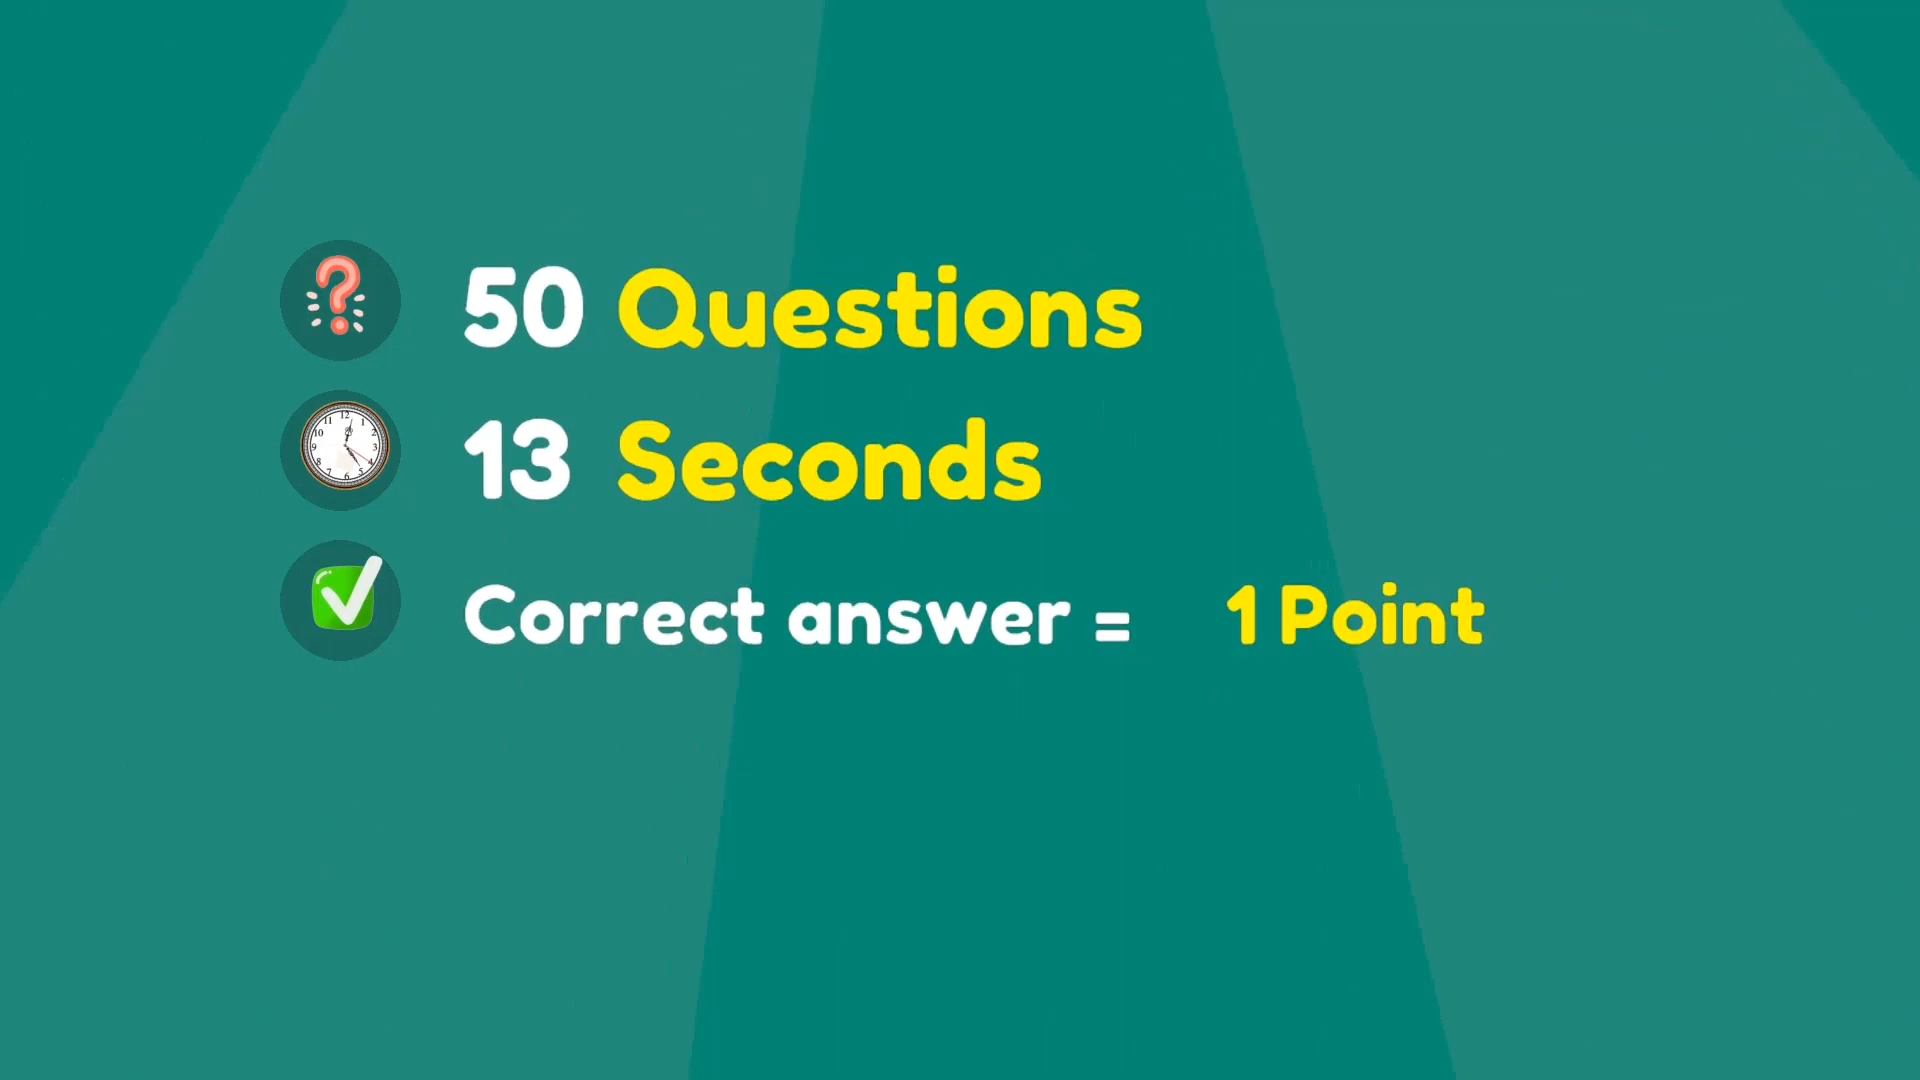 50 Questions
13 Seconds
Correct answer = 1 Point